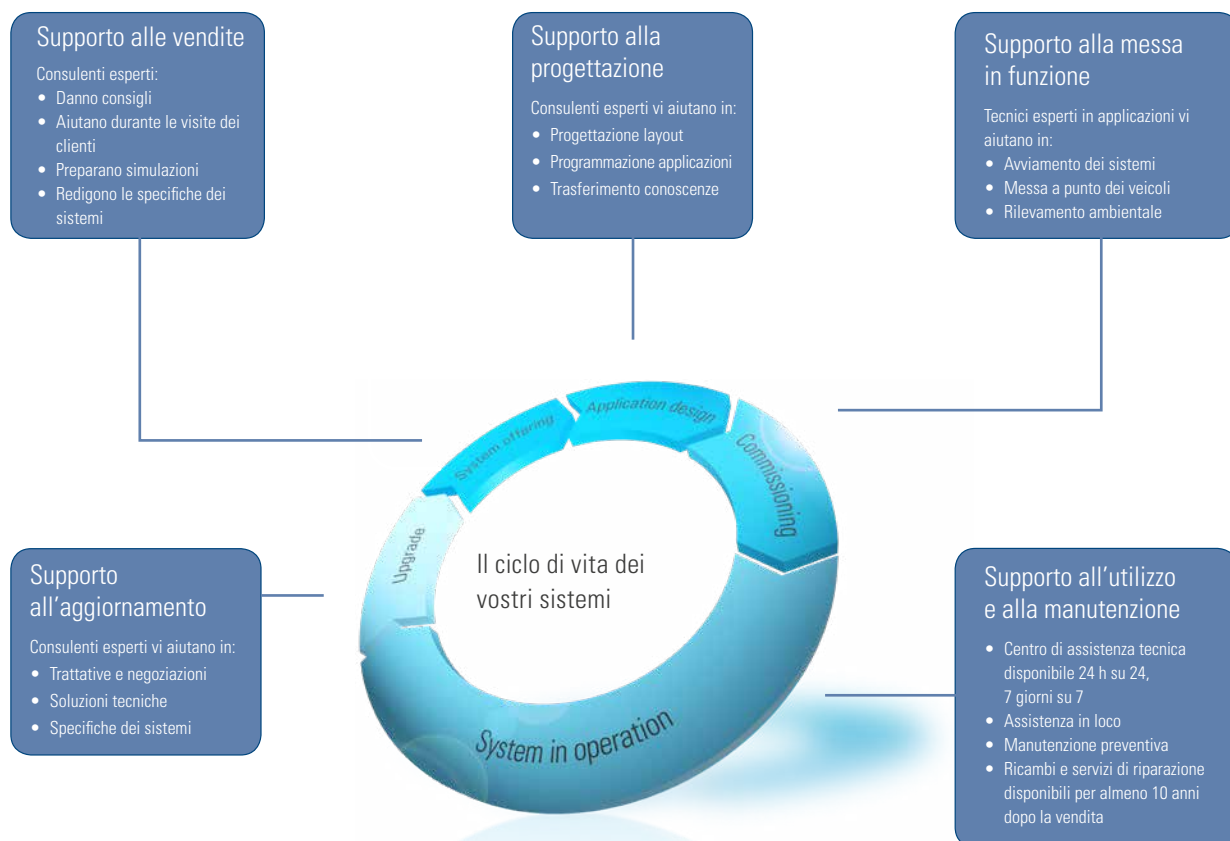 Supporto alle vendite
Consulenti esperti:
• Danno consigli
• Aiutano durante le visite dei
clienti
• Preparano simulazioni
• Redigono le specifiche dei
sistemi
Supporto alla
progettazione
Consulenti esperti vi aiutano in:
• Progettazione layout
• Programmazione applicazioni
• Trasferimento conoscenze
Supporto alla messa
in funzione
Tecnici esperti in applicazioni vi
aiutano in:
• Avviamento dei sistemi
• Messa a punto dei veicoli
• Rilevamento ambientale
System offering
Application design
Commissioning
Upgrade
System in operation
Il ciclo di vita dei
vostri sistemi
Supporto
all'aggiornamento
Consulenti esperti vi aiutano in:
• Trattative e negoziazioni
• Soluzioni tecniche
• Specifiche dei sistemi
Supporto all'utilizzo
e alla manutenzione
• Centro di assistenza tecnica
disponibile 24 h su 24,
7 giorni su 7
• Assistenza in loco
• Manutenzione preventiva
• Ricambi e servizi di riparazione
disponibili per almeno 10 anni
dopo la vendita